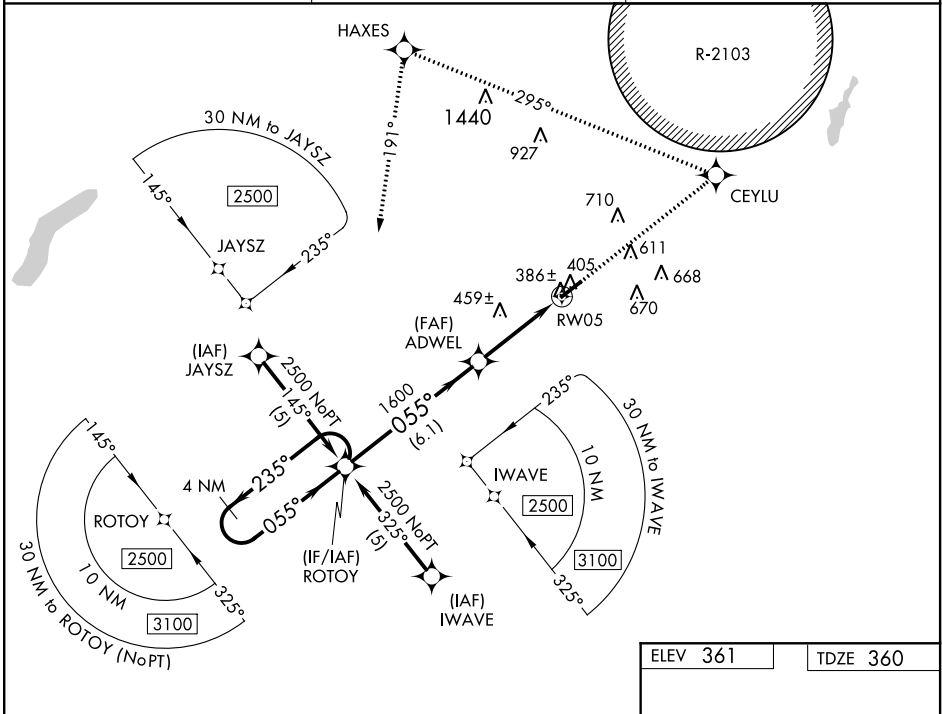 HAXES
R-2103
295°
1440
927
191°
30 NM to JAYSZ
145°
2500
235°
JAYSZ
CEYLU
710
611
668
670
405
386±
459±
RW05
(FAF)
ADWEL
(IAF)
JAYSZ
2500 NoPT
145°
(5)
1600
055°
(6.1)
235°
30 NM to IWAVE
10 NM
IWAVE
2500
3100
325°
145°
4 NM
235°
055°
ROTOY
2500
10 NM
3100
325°
30 NM to ROTOY (NoPT)
(IF/IAF)
ROTOY
2500 NoPT
325°
(5)
(IAF)
IWAVE
ELEV 361
TDZE 360